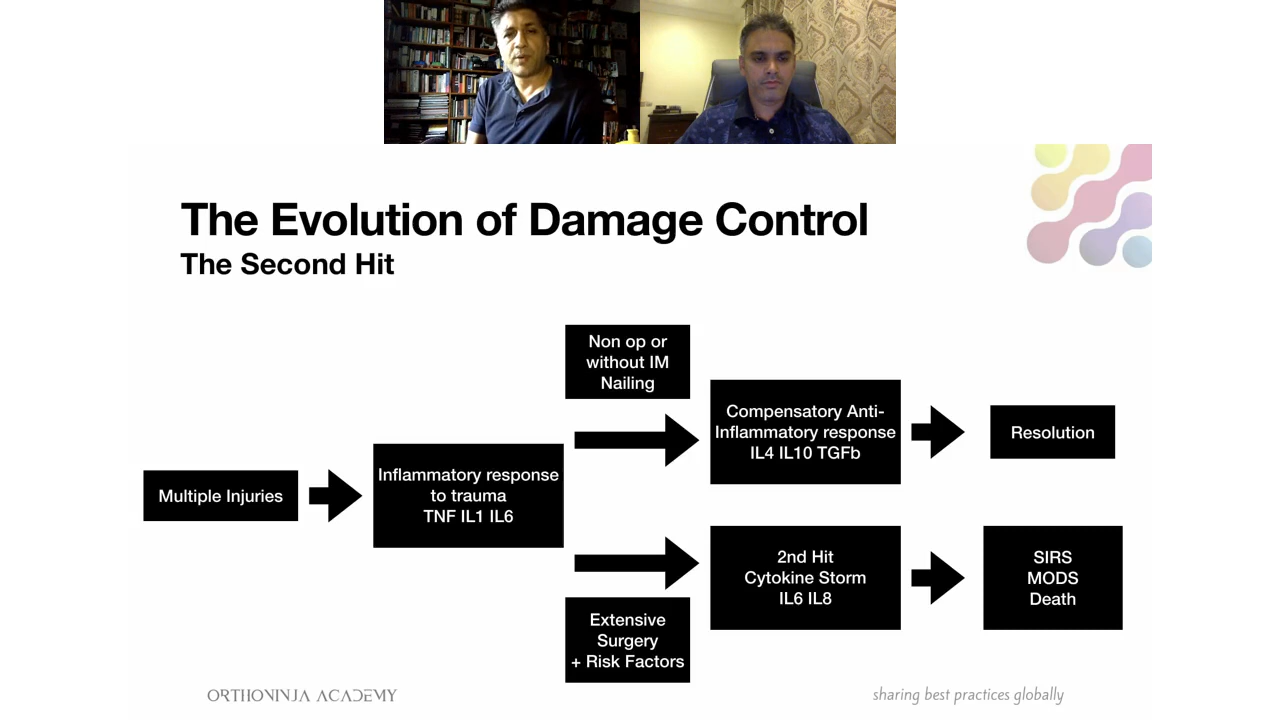 The Evolution of Damage Control
The Second Hit
Non op or
without IM
Nailing
Compensatory Anti-
Inflammatory response
IL4 IL10 TGFb
Resolution
Multiple Injuries
Inflammatory response
to trauma
TNF IL1 IL6
2nd Hit
Cytokine Storm
IL6 IL8
SIRS
MODS
Death
Extensive
Surgery
+ Risk Factors
ORTHONINJA ACADEMY
sharing best practices globally